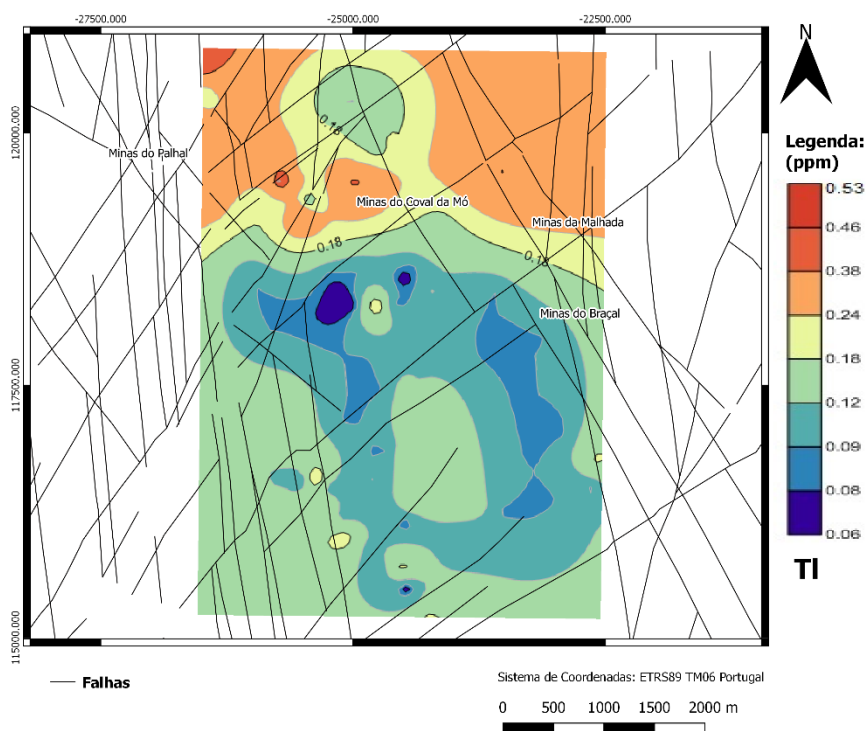 -27500.000
-25000.000
-22500.000
N
120000.000
117500.000
115000.000
0.18
Minas do Palhal
Minas do Coval da Mó
Minas da Malhada
0.18
0.18
Minas do Braçal
Legenda:
(ppm)
0.53
0.46
0.38
0.24
0.18
0.12
0.09
0.08
0.06
Tl
Falhas
Sistema de Coordenadas: ETRS89 TM06 Portugal
0 500 1000 1500 2000 m